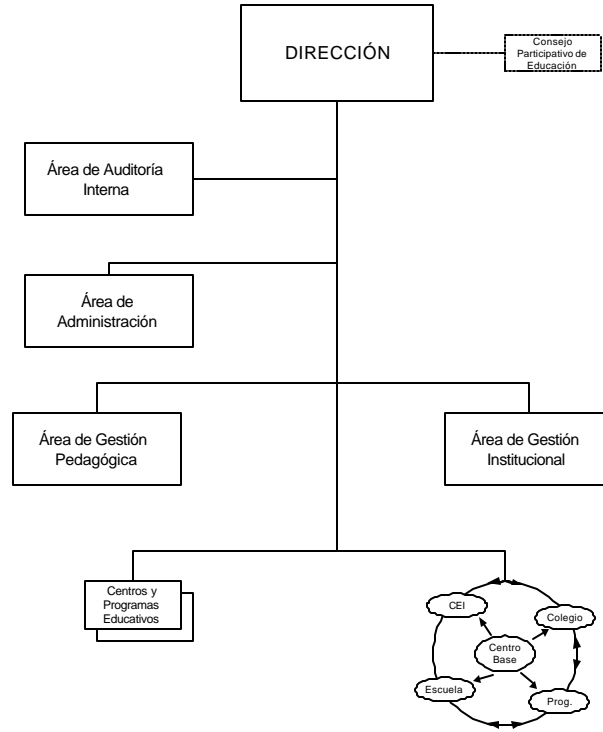 DIRECCIÓN
Consejo
Participativo de
Educación
Área de Auditoría
Interna
Área de
Administración
Área de Gestión
Pedagógica
Área de Gestión
Institucional
Centros y
Programas
Educativos
CEI
Colegio
Centro
Base
Escuela
Prog.